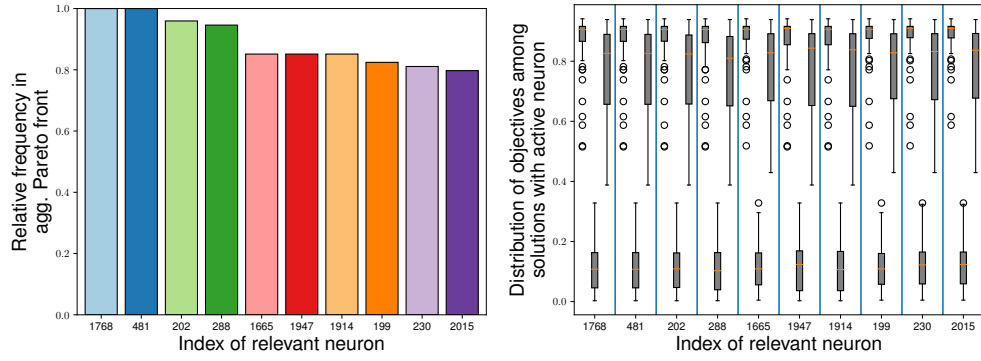 Relative frequency in
agg. Pareto front
1.0
0.8
0.6
0.4
0.2
0.0
1768 481 202 288 1665 1947 1914 199 230 2015
Index of relevant neuron
Distribution of objectives among
solutions with active neuron
0.8
0.6
0.4
0.2
0.0
1768 481 202 288 1665 1947 1914 199 230 2015
Index of relevant neuron